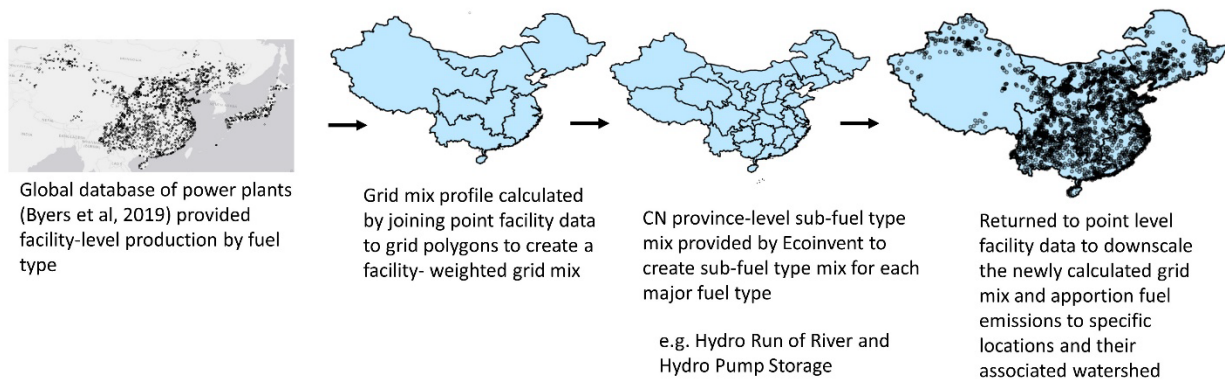 Global database of power plants
(Byers et al, 2019) provided
facility-level production by fuel
type
Grid mix profile calculated
by joining point facility data
to grid polygons to create a
facility- weighted grid mix
CN province-level sub-fuel type
mix provided by Ecoinvent to
create sub-fuel type mix for each
major fuel type
e.g. Hydro Run of River and
Hydro Pump Storage
Returned to point level
facility data to downscale
the newly calculated grid
mix and apportion fuel
emissions to specific
locations and their
associated watershed